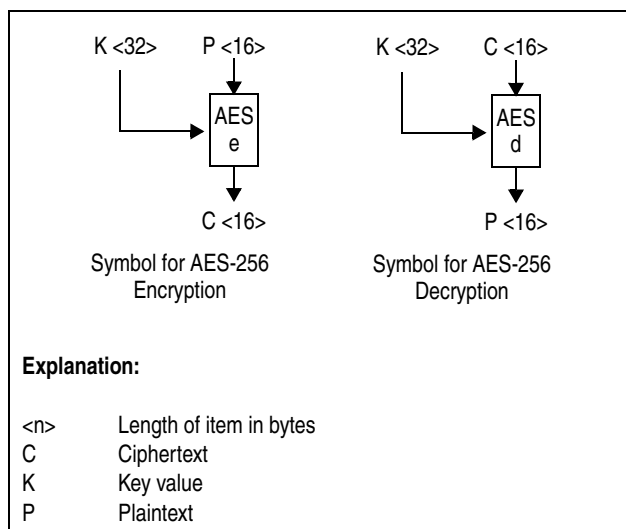 K <32> P <16>
AES
e
C <16>
Symbol for AES-256
Encryption
K <32> C <16>
AES
d
P <16>
Symbol for AES-256
Decryption
Explanation:
<n> Length of item in bytes
C Ciphertext
K Key value
P Plaintext